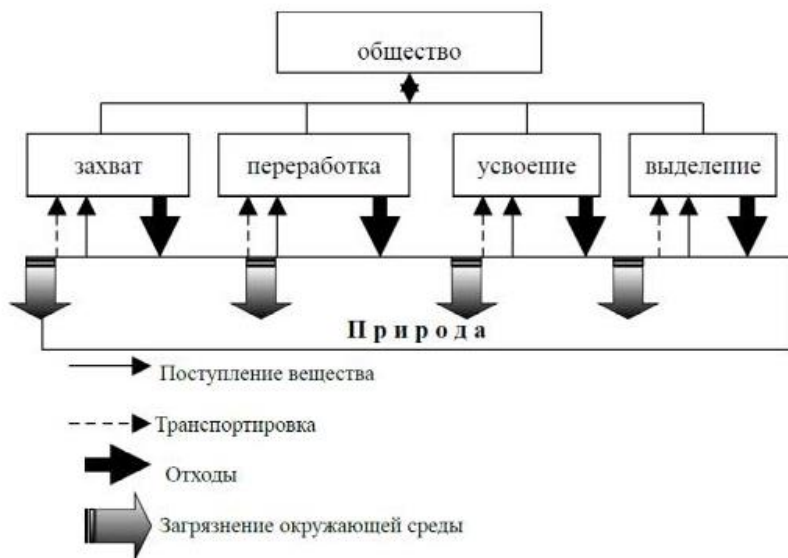 общество
захват
переработка
усвоение
выделение
Природа
Поступление вещества
Транспортировка
Отходы
Загрязнение окружающей среды